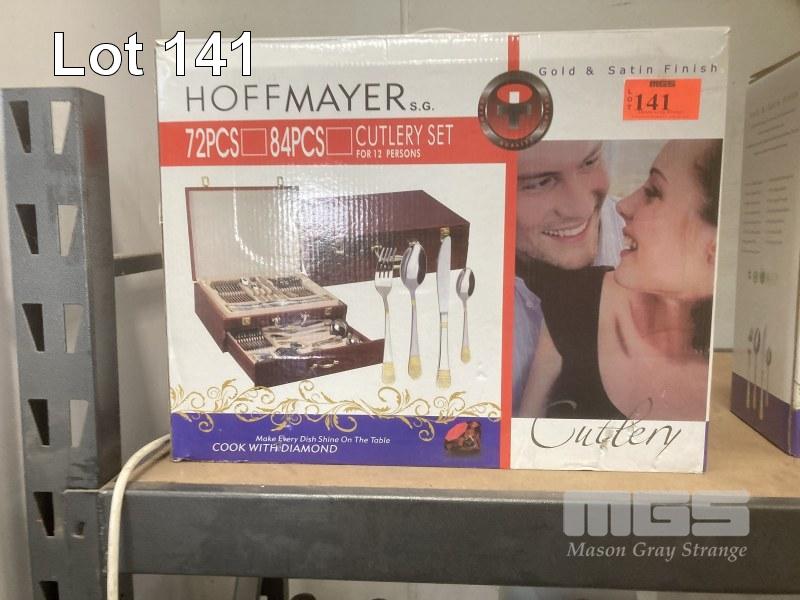 Lot 141
HOFFMAYER S.G.
Gold & Satin Finish
MGS
LOT 141
72PCS 84PCS CUTLERY SET
FOR 12 PERSONS
Make Every Dish Shine On The Table
COOK WITH DIAMOND
Cutlery
MGS
Mason Gray Strange